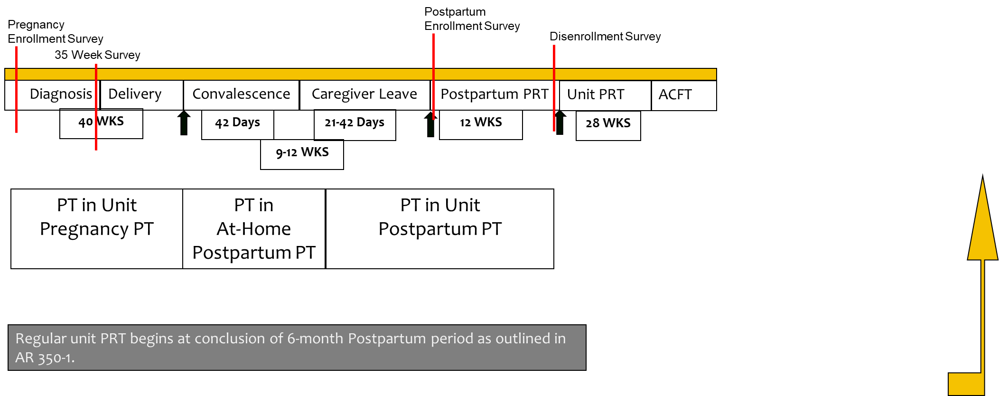 Pregnancy
Enrollment Survey
35 Week Survey
Postpartum
Enrollment Survey
Disenrollment Survey
Diagnosis
Delivery
Convalescence
Caregiver Leave
Postpartum PRT
Unit PRT
ACFT
40 WKS
42 Days
21-42 Days
12 WKS
28 WKS
9-12 WKS
PT in Unit
Pregnancy PT
PT in
At-Home
Postpartum PT
PT in Unit
Postpartum PT
Regular unit PRT begins at conclusion of 6-month Postpartum period as outlined in
AR 350-1.